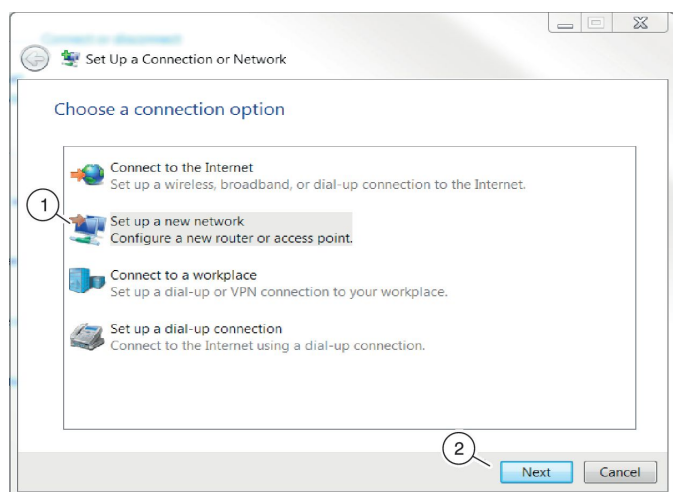 Connect or disconnect
Set Up a Connection or Network
Choose a connection option
Connect to the Internet
Set up a wireless, broadband, or dial-up connection to the Internet.
1
Set up a new network
Configure a new router or access point.
Connect to a workplace
Set up a dial-up or VPN connection to your workplace.
Set up a dial-up connection
Connect to the Internet using a dial-up connection.
2
Next Cancel